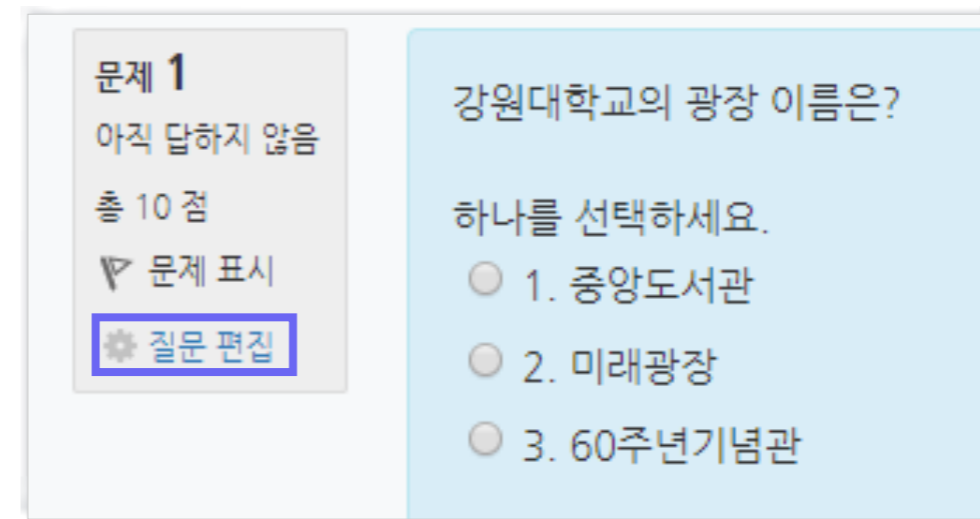 문제 1
아직 답하지 않음
총 10 점
문제 표시
질문 편집
강원대학교의 광장 이름은?
하나를 선택하세요.
1. 중앙도서관
2. 미래광장
3. 60주년기념관